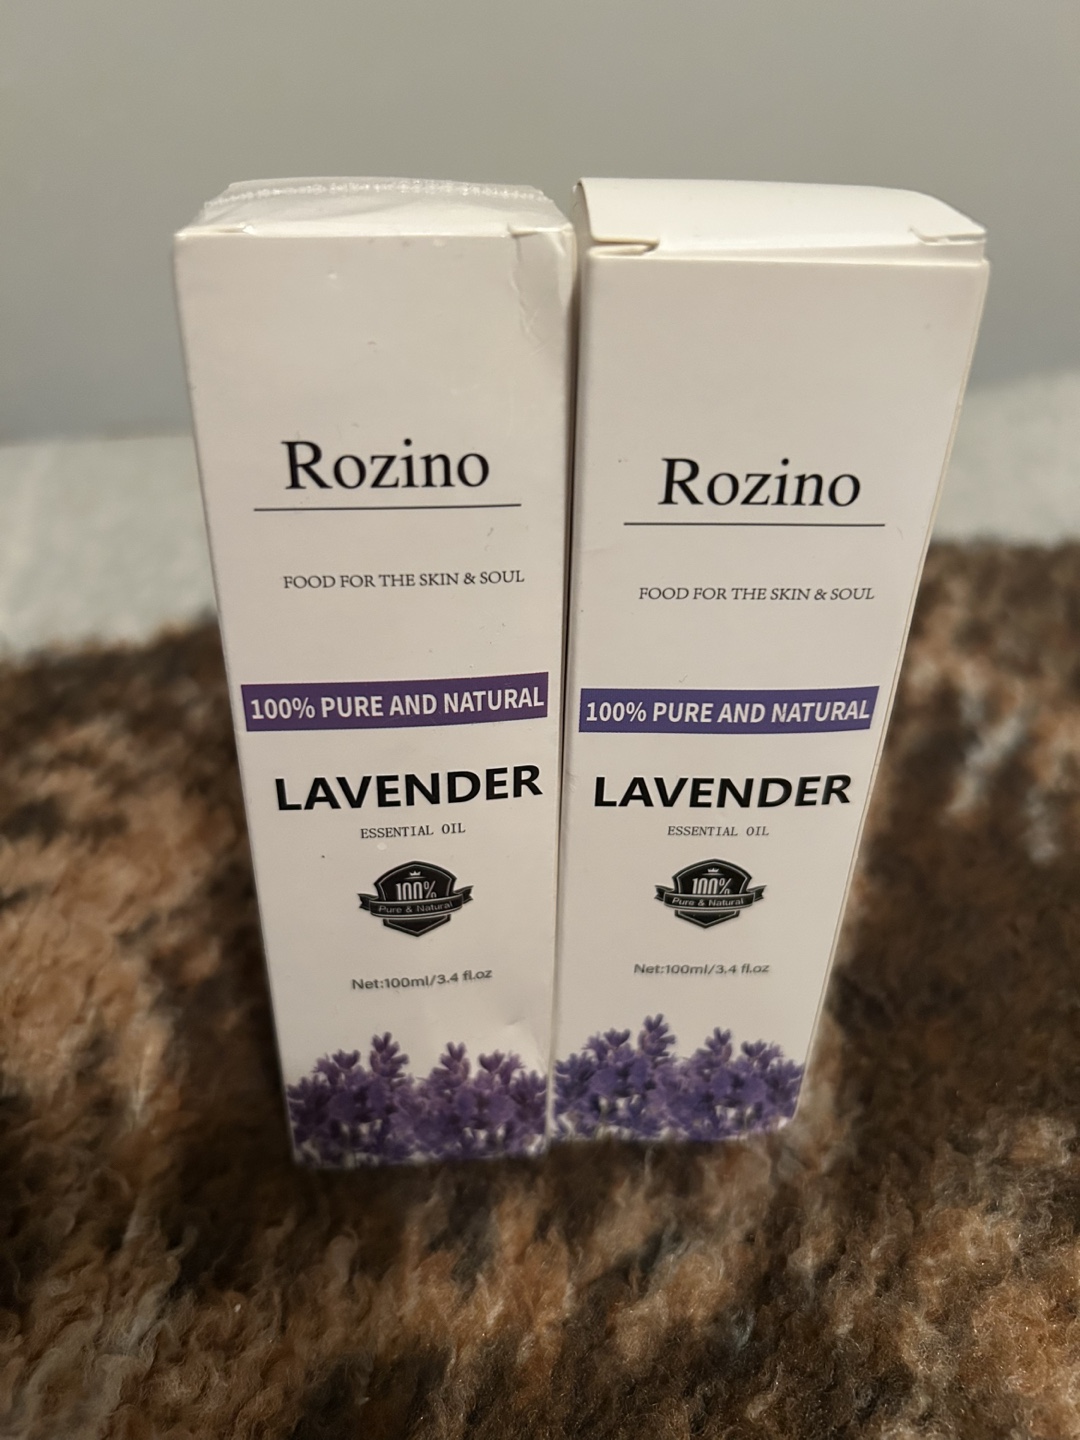 Rozino
FOOD FOR THE SKIN & SOUL
100% PURE AND NATURAL
LAVENDER
ESSENTIAL OIL
100%
Pure & Natural
Net:100ml/3.4 fl.oz
Rozino
FOOD FOR THE SKIN & SOUL
100% PURE AND NATURAL
LAVENDER
ESSENTIAL OIL
100%
Pure & Natural
Net:100ml/3.4 fl.oz